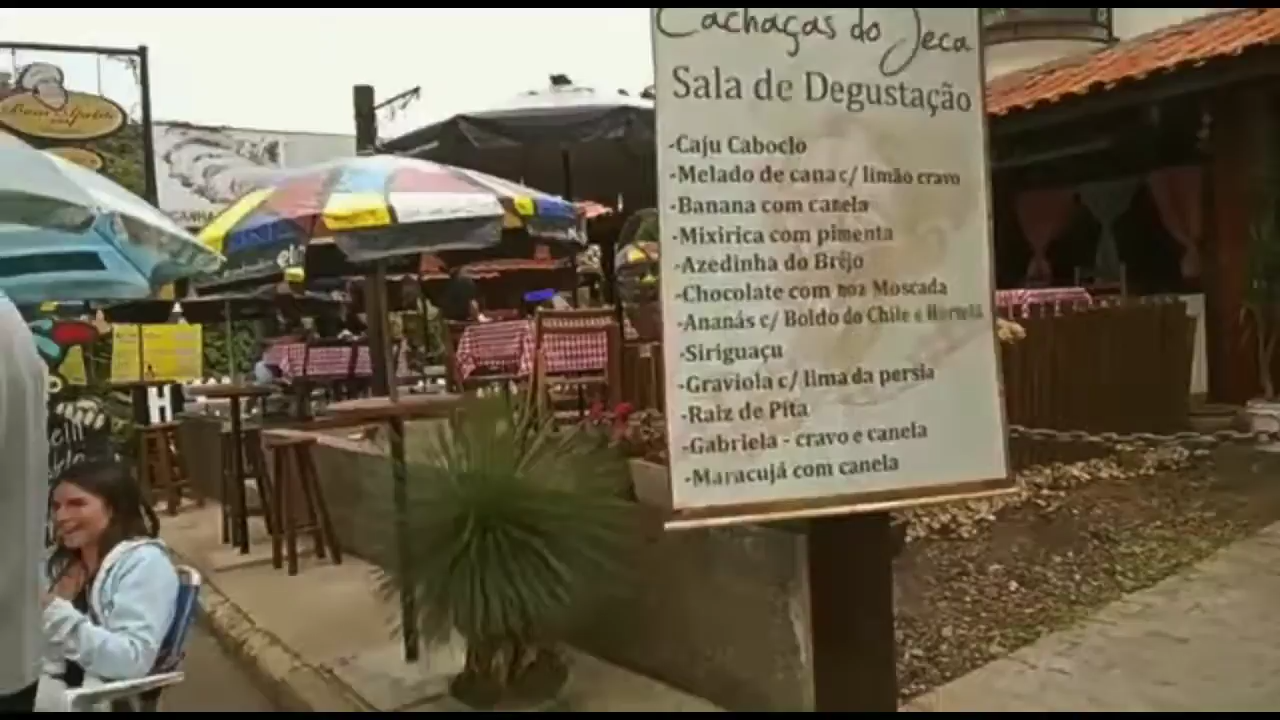 Cachaças do Jeca
Sala de Degustação
-Caju Caboclo
-Melado de cana c/ limão cravo
-Banana com canela
-Mixirica com pimenta
-Azedinha do Brejo
-Chocolate com noz Moscada
-Ananás c/ Boldo do Chile e Hortelã
-Siriguaçu
-Graviola c/ lima da persia
-Raiz de Pita
-Gabriela - cravo e canela
-Maracujá com canela